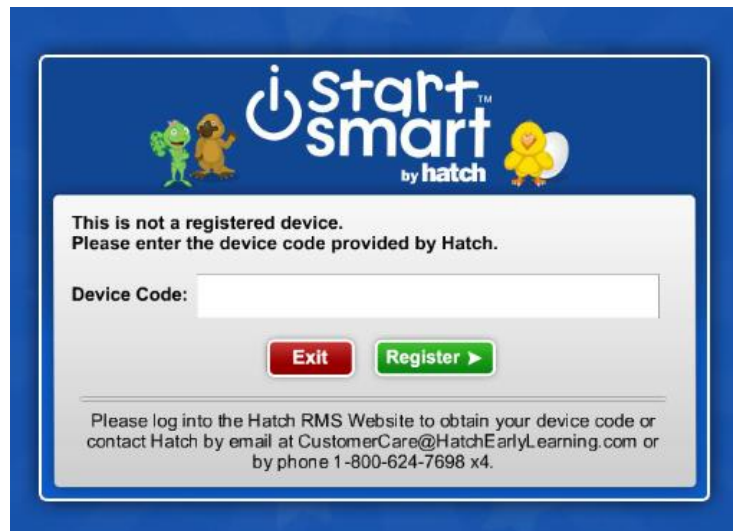 iStart™
smart
by hatch
This is not a registered device.
Please enter the device code provided by Hatch.
Device Code:
Exit Register ➤
Please log into the Hatch RMS Website to obtain your device code or
contact Hatch by email at CustomerCare@HatchEarlyLearning.com or
by phone 1-800-624-7698 x4.